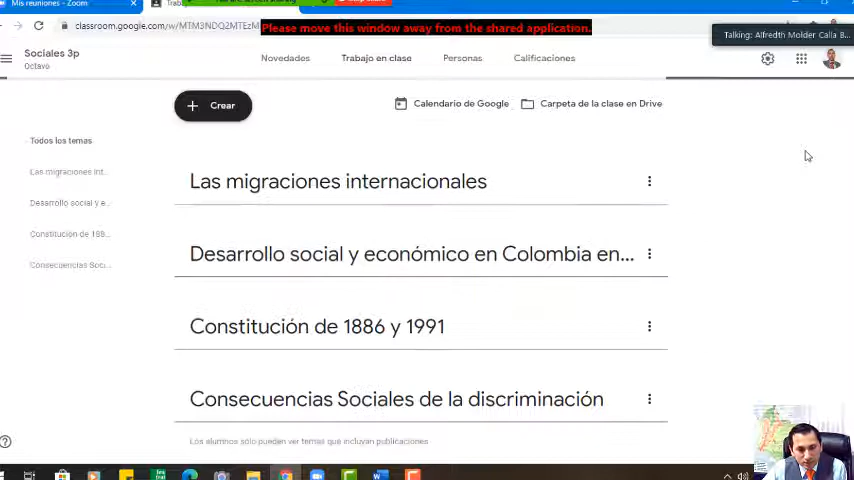 Mis reuniones - Zoom
Please move this window away from the shared application.
classroom.google.com/w/MTM3NDQ2MTEzM
Talking: Alfredth Molder Calla B...
Sociales 3p
Octavo
Novedades
Trabajo en clase
Personas
Calificaciones
Crear
Calendario de Google
Carpeta de la clase en Drive
Todos los temas
Las migraciones int...
Desarrollo social y e...
Constitución de 188...
Consecuencias Soci...
Las migraciones internacionales
Desarrollo social y económico en Colombia en...
Constitución de 1886 y 1991
Consecuencias Sociales de la discriminación
Los alumnos sólo pueden ver temas que incluyan publicaciones